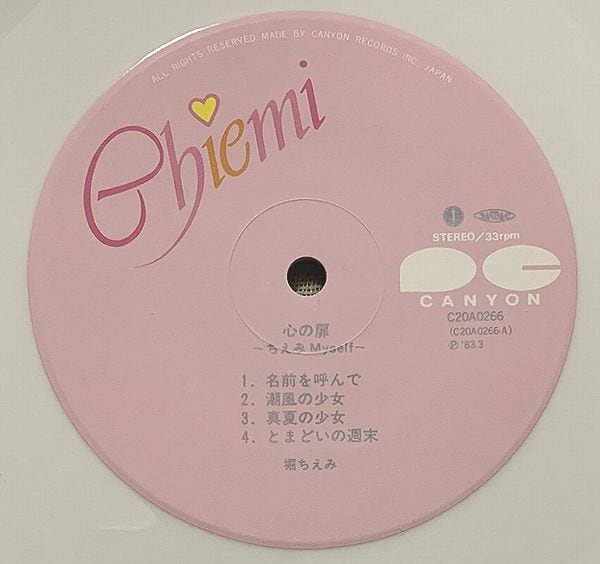 ALL RIGHTS RESERVED. MADE BY CANYON RECORDS INC. JAPAN
Chiemi
1
STEREO/33rpm
CANYON
C20A0266
(C20A0266-A)
Ⓟ '83.3
心の扉
～ちえみ Myself～
1. 名前を呼んで
2. 潮風の少女
3. 真夏の少女
4. とまどいの週末
堀ちえみ